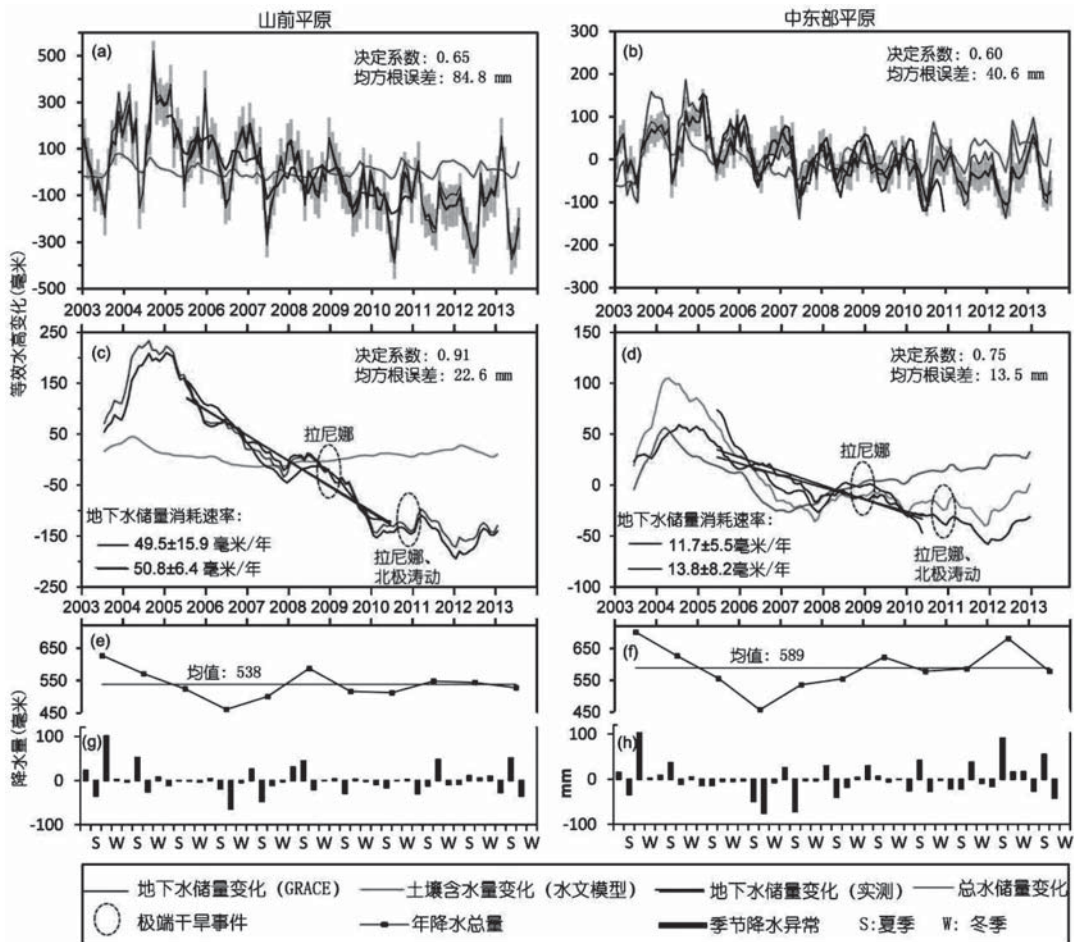 山前平原
中东部平原
等效水高变化(毫米)
(a)
决定系数: 0.65
均方根误差: 84.8 mm
500
300
100
-100
-300
-500
2003 2004 2005 2006 2007 2008 2009 2010 2011 2012 2013
(b)
决定系数: 0.60
均方根误差: 40.6 mm
300
200
100
0
-100
-200
-300
2003 2004 2005 2006 2007 2008 2009 2010 2011 2012 2013
(c)
决定系数: 0.91
均方根误差: 22.6 mm
250
150
50
-50
-150
-250
拉尼娜
拉尼娜、
北极涛动
地下水储量消耗速率:
49.5±15.9 毫米/年
50.8±6.4 毫米/年
2003 2004 2005 2006 2007 2008 2009 2010 2011 2012 2013
(d)
决定系数: 0.75
均方根误差: 13.5 mm
150
100
50
0
-50
-100
拉尼娜
拉尼娜、
北极涛动
地下水储量消耗速率:
11.7±5.5毫米/年
13.8±8.2毫米/年
2003 2004 2005 2006 2007 2008 2009 2010 2011 2012 2013
降水量(毫米)
(e)
均值: 538
650
550
450
(f)
均值: 589
650
550
450
(g)
100
0
-100
S W S W S W S W S W S W S W S W S W S W S W
(h)
mm
100
0
-100
S W S W S W S W S W S W S W S W S W S W S W
地下水储量变化 (GRACE) 土壤含水量变化 (水文模型) 地下水储量变化 (实测) 总水储量变化
极端干旱事件 年降水总量 季节降水异常 S:夏季 W: 冬季